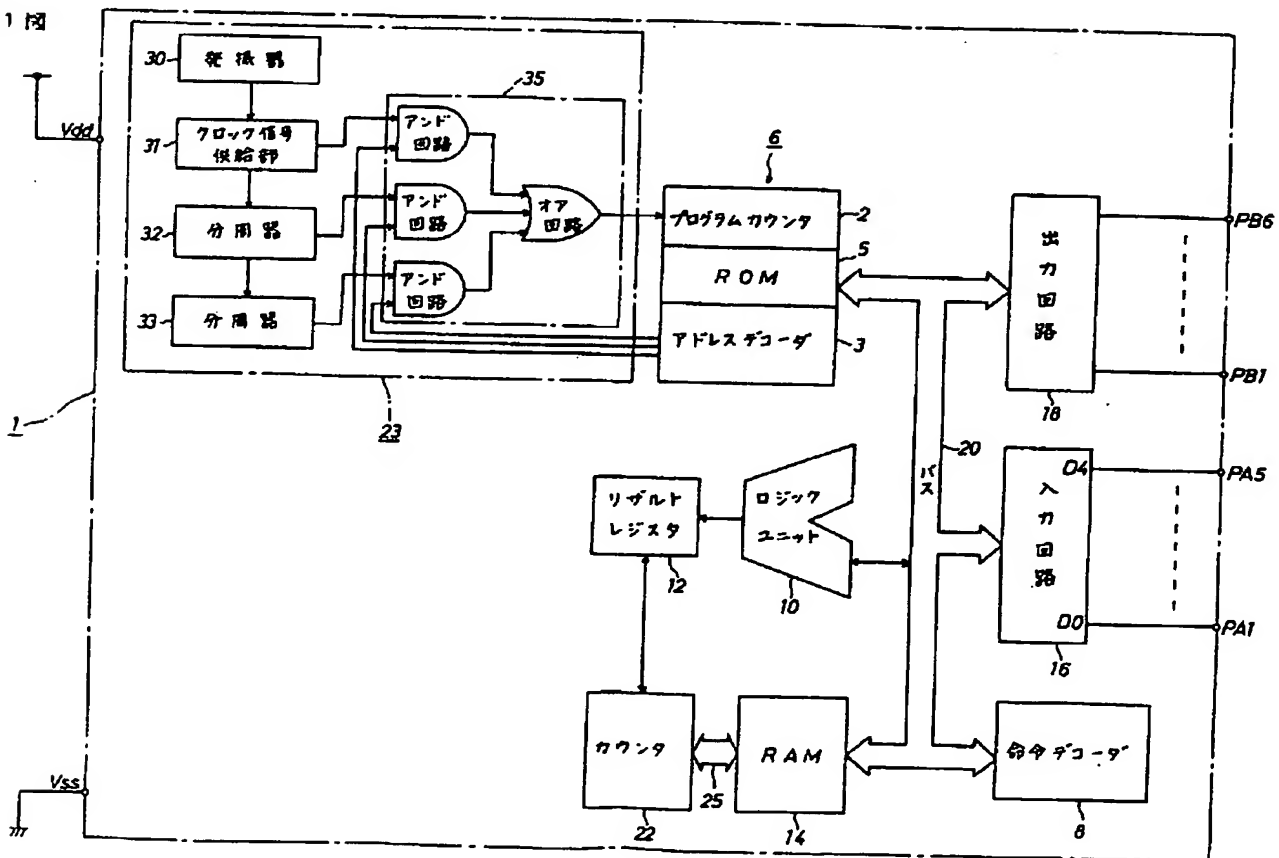 1 図
30
発振器
35
Vdd
31
クロック信号
供給部
アンド
回路
6
32
分周器
アンド
回路
オア
回路
プログラムカウンタ
2
5
ROM
出力回路
PB6
33
分周器
アンド
回路
アドレスデコーダ
3
PB1
18
1
23
20
バス
リザルト
レジスタ
12
ロジック
ユニット
10
04
入力回路
PA5
00
PA1
16
カウンタ
22
25
RAM
14
命令デコーダ
8
Vss